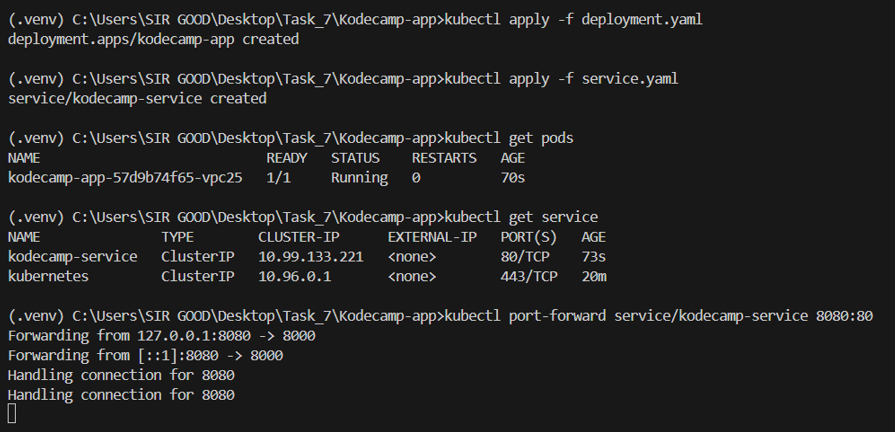 (.venv) C:\Users\SIR GOOD\Desktop\Task_7\Kodecamp-app>kubectl apply -f deployment.yaml
deployment.apps/kodecamp-app created
(.venv) C:\Users\SIR GOOD\Desktop\Task_7\Kodecamp-app>kubectl apply -f service.yaml
service/kodecamp-service created
(.venv) C:\Users\SIR GOOD\Desktop\Task_7\Kodecamp-app>kubectl get pods
NAME READY STATUS RESTARTS AGE
kodecamp-app-57d9b74f65-vpc25 1/1 Running 0 70s
(.venv) C:\Users\SIR GOOD\Desktop\Task_7\Kodecamp-app>kubectl get service
NAME TYPE CLUSTER-IP EXTERNAL-IP PORT(S) AGE
kodecamp-service ClusterIP 10.99.133.221 <none> 80/TCP 73s
kubernetes ClusterIP 10.96.0.1 <none> 443/TCP 20m
(.venv) C:\Users\SIR GOOD\Desktop\Task_7\Kodecamp-app>kubectl port-forward service/kodecamp-service 8080:80
Forwarding from 127.0.0.1:8080 -> 8000
Forwarding from [::1]:8080 -> 8000
Handling connection for 8080
Handling connection for 8080